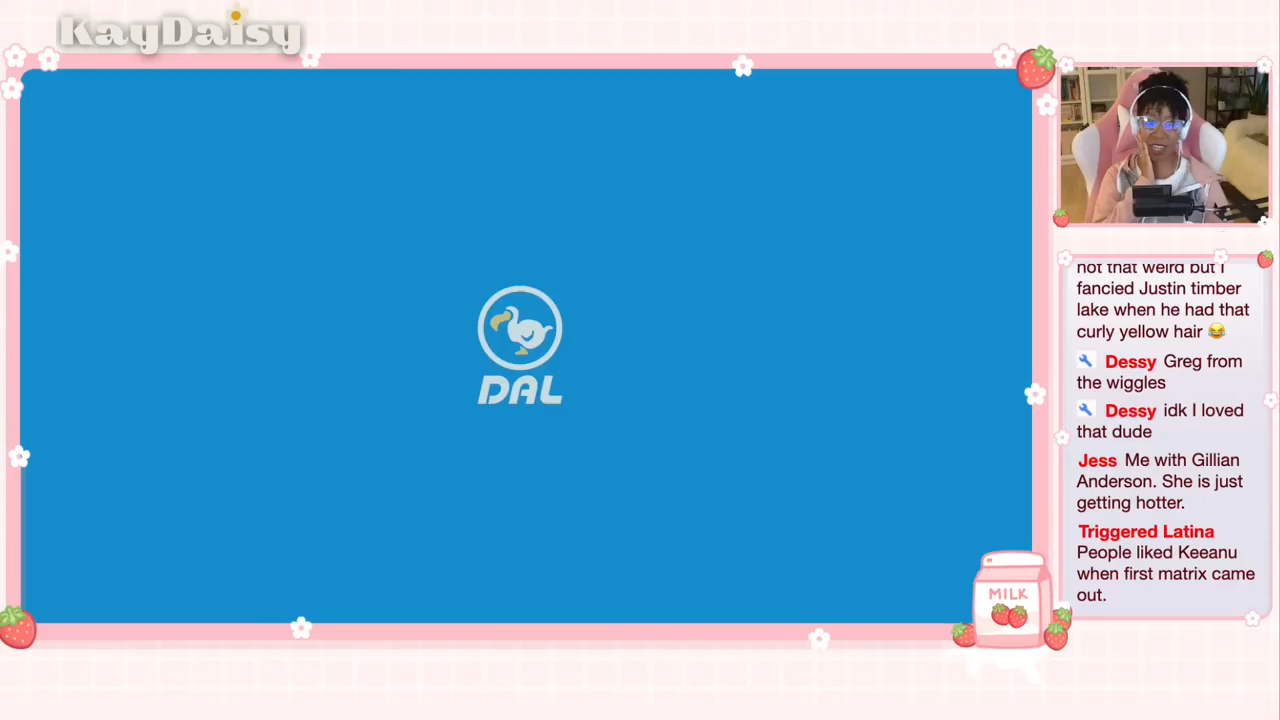 KayDaisy
DAL
MILK
not that weird but I
fancied Justin timber
lake when he had that
curly yellow hair 😂
Dessy Greg from
the wiggles
Dessy idk I loved
that dude
Jess Me with Gillian
Anderson. She is just
getting hotter.
Triggered Latina
People liked Keeanu
when first matrix came
out.